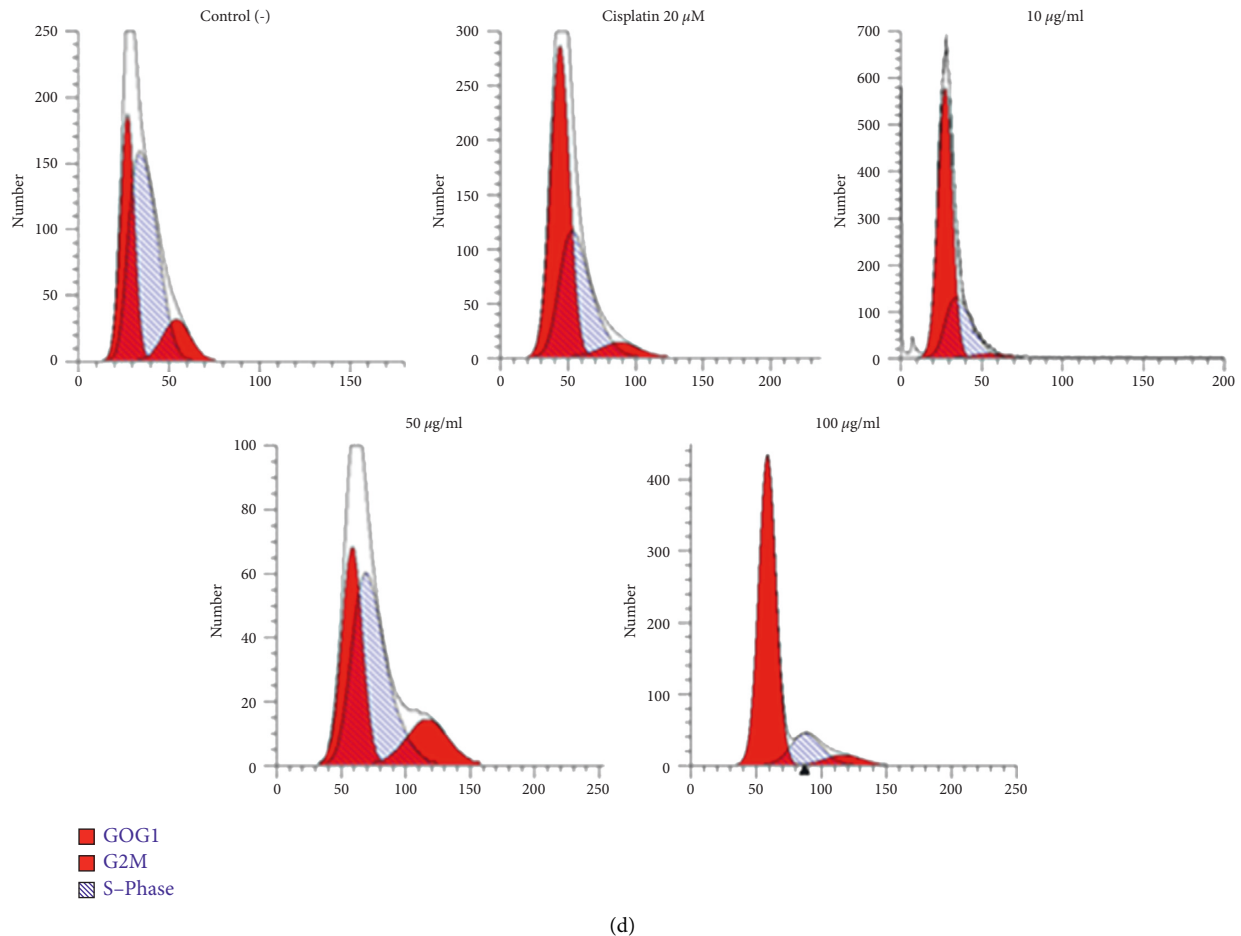 Control (-)
Number
250
200
150
100
50
0
0 50 100 150
Cisplatin 20 µM
Number
300
250
200
150
100
50
0
0 50 100 150 200
10 µg/ml
Number
700
600
500
400
300
200
100
0
0 50 100 150 200
50 µg/ml
Number
100
80
60
40
20
0
0 50 100 150 200 250
100 µg/ml
Number
400
300
200
100
0
0 50 100 150 200 250
GOG1
G2M
S–Phase
(d)